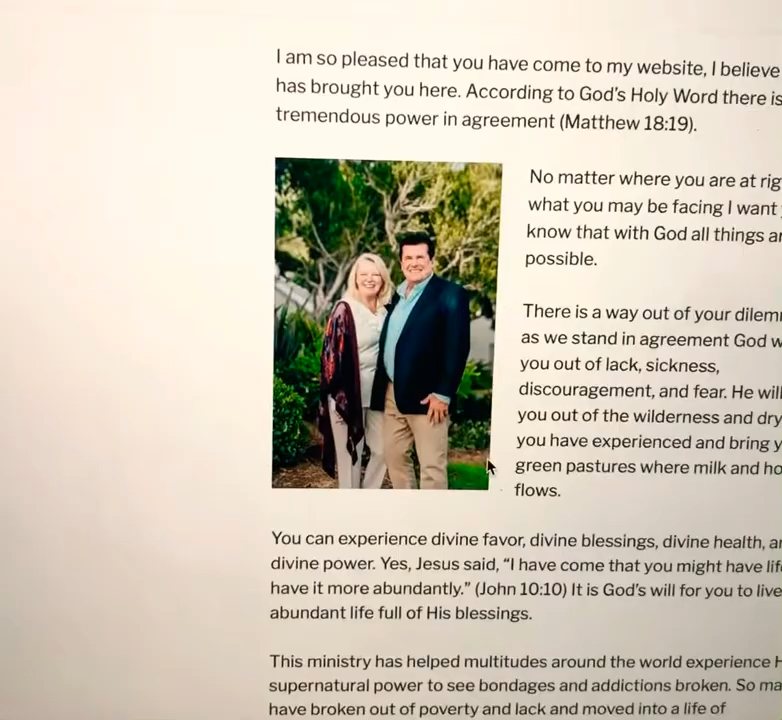 I am so pleased that you have come to my website, I believe
has brought you here. According to God's Holy Word there is
tremendous power in agreement (Matthew 18:19).
No matter where you are at
what you may be facing I want
know that with God all things
possible.
There is a way out of your
as we stand in agreement God
you out of lack, sickness,
discouragement, and fear. He will
you out of the wilderness and dry
you have experienced and bring
green pastures where milk and
flows.
You can experience divine favor, divine blessings, divine health,
divine power. Yes, Jesus said, "I have come that you might have
have it more abundantly." (John 10:10) It is God's will for you to live
abundant life full of His blessings.
This ministry has helped multitudes around the world experience
supernatural power to see bondages and addictions broken. So
have broken out of poverty and lack and moved into a life of